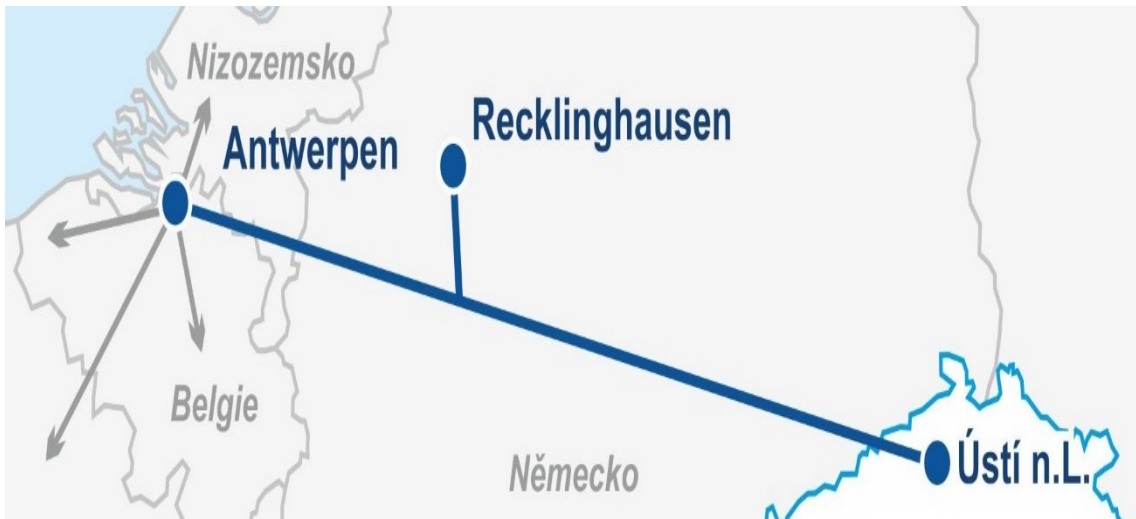 Nizozemsko
Recklinghausen
Antwerpen
Belgie
Německo
Ústí n.L.